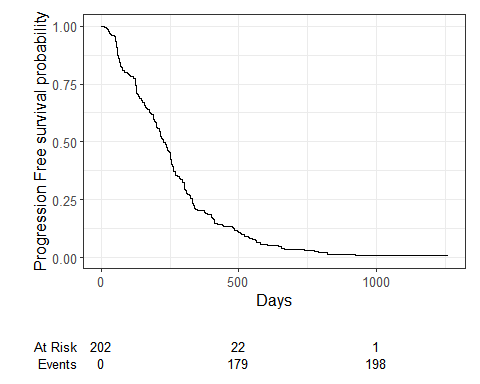 Progression Free survival probability
1.00
0.75
0.50
0.25
0.00
0 500 1000
Days
At Risk 202 22 1
Events 0 179 198